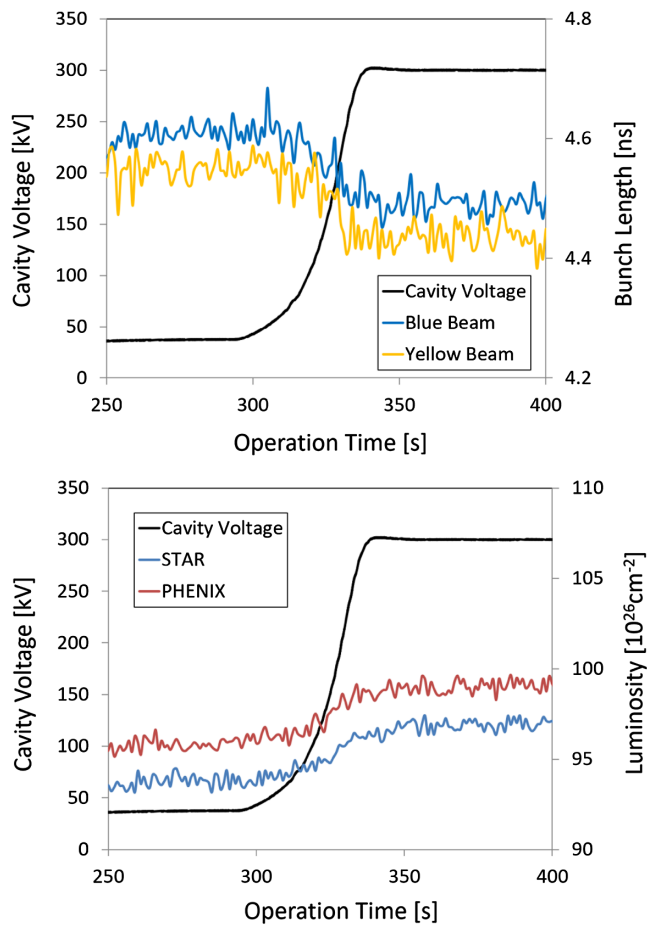 350
300
250
200
150
100
50
0
Cavity Voltage [kV]
4.8
4.6
4.4
4.2
Bunch Length [ns]
Cavity Voltage
Blue Beam
Yellow Beam
250
300
350
400
Operation Time [s]
350
300
250
200
150
100
50
0
Cavity Voltage [kV]
110
105
100
95
90
Luminosity [10²⁶cm⁻²]
Cavity Voltage
STAR
PHENIX
250
300
350
400
Operation Time [s]